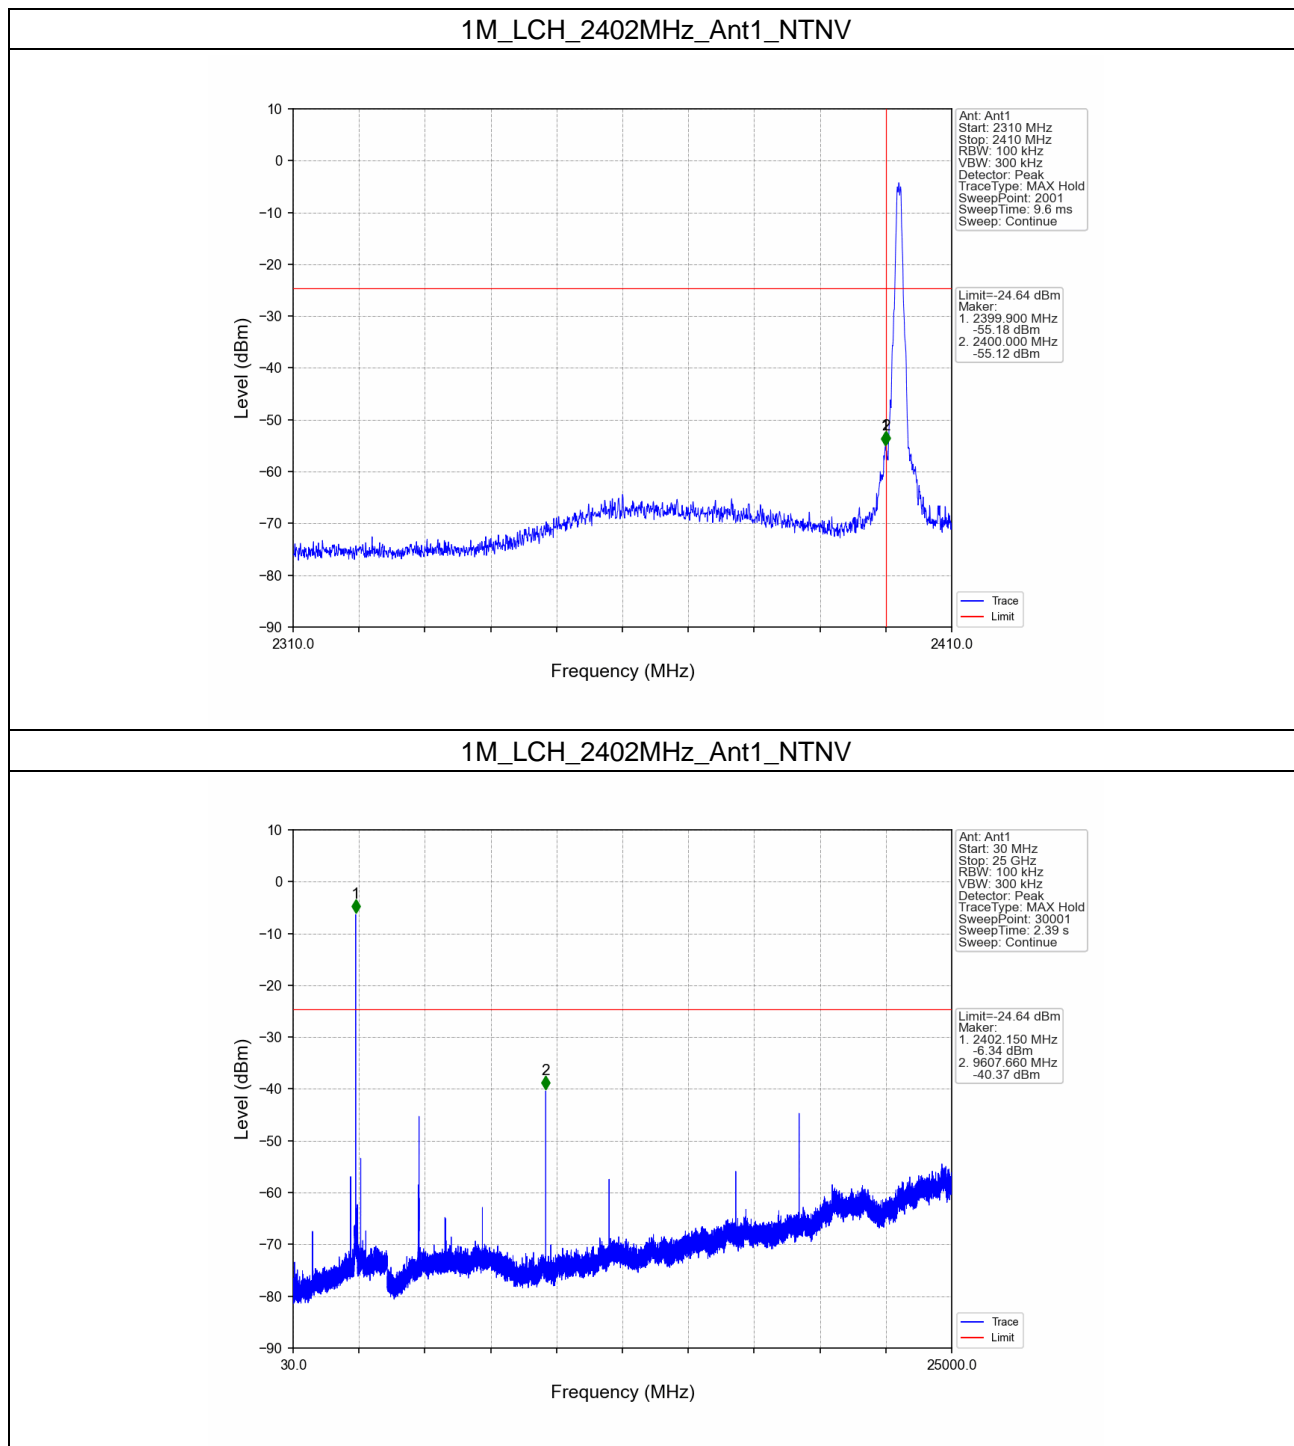 1M_LCH_2402MHz_Ant1_NTNV
10
0
−10
−20
−30
−40
−50
−60
−70
−80
−90
Level (dBm)
2310.0
2410.0
Frequency (MHz)
2
Ant: Ant1
Start: 2310 MHz
Stop: 2410 MHz
RBW: 100 kHz
VBW: 300 kHz
Detector: Peak
TraceType: MAX Hold
SweepPoint: 2001
SweepTime: 9.6 ms
Sweep: Continue
Limit=-24.64 dBm
Maker:
1. 2399.900 MHz
-55.18 dBm
2. 2400.000 MHz
-55.12 dBm
Trace
Limit
1M_LCH_2402MHz_Ant1_NTNV
10
0
−10
−20
−30
−40
−50
−60
−70
−80
−90
Level (dBm)
30.0
25000.0
Frequency (MHz)
1
2
Ant: Ant1
Start: 30 MHz
Stop: 25 GHz
RBW: 100 kHz
VBW: 300 kHz
Detector: Peak
TraceType: MAX Hold
SweepPoint: 30001
SweepTime: 2.39 s
Sweep: Continue
Limit=-24.64 dBm
Maker:
1. 2402.150 MHz
-6.34 dBm
2. 9607.660 MHz
-40.37 dBm
Trace
Limit